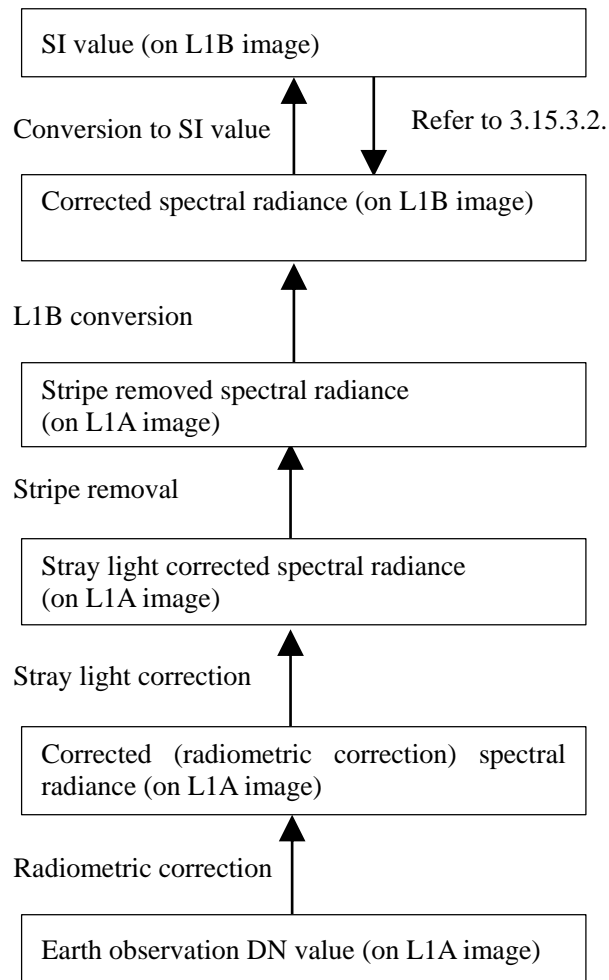 SI value (on L1B image)
Conversion to SI value
Refer to 3.15.3.2.
Corrected spectral radiance (on L1B image)
L1B conversion
Stripe removed spectral radiance
(on L1A image)
Stripe removal
Stray light corrected spectral radiance
(on L1A image)
Stray light correction
Corrected (radiometric correction) spectral
radiance (on L1A image)
Radiometric correction
Earth observation DN value (on L1A image)